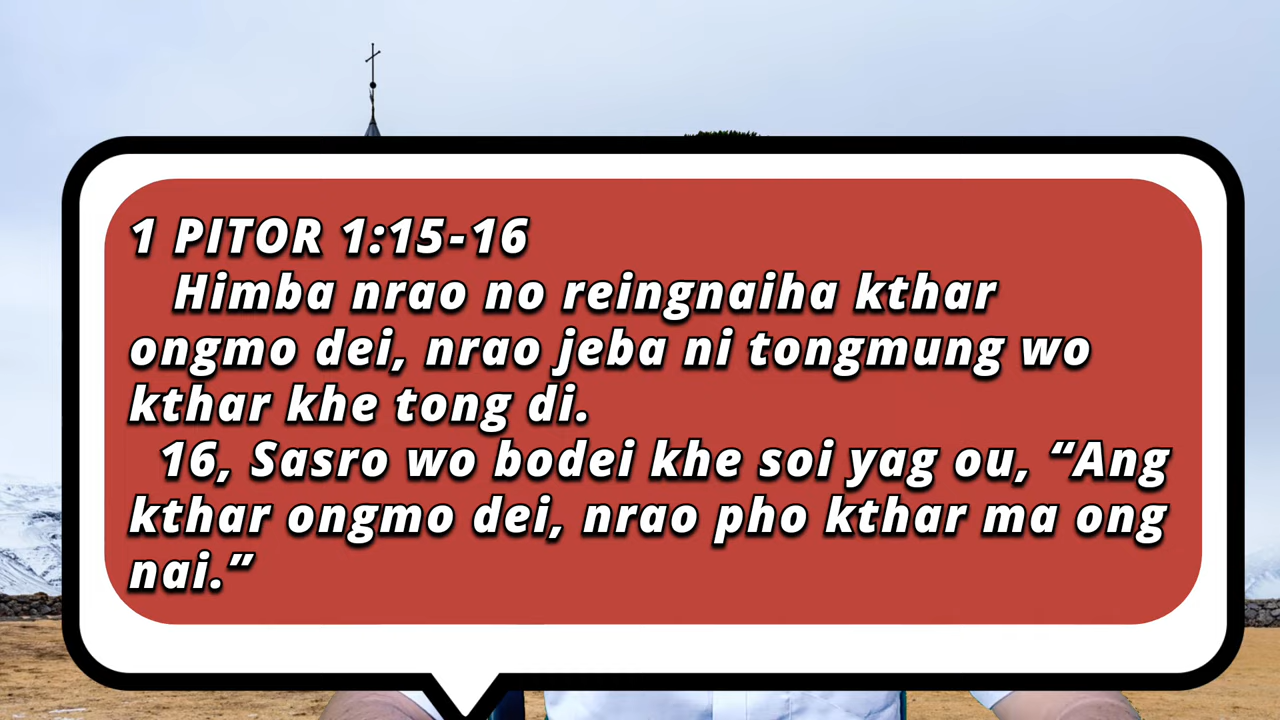 1 PITOR 1:15-16
Himba nrao no reingnaiha kthar
ongmo dei, nrao jeba ni tongmung wo
kthar khe tong di.
16, Sasro wo bodei khe soi yag ou, “Ang
kthar ongmo dei, nrao pho kthar ma ong
nai.”